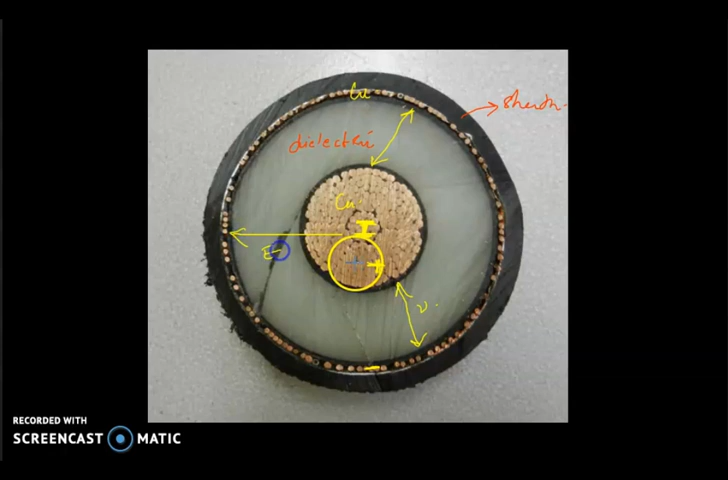 Cu
sheath.
dielectric
Cu.
I
+
E
v.
-
RECORDED WITH
SCREENCAST MATIC